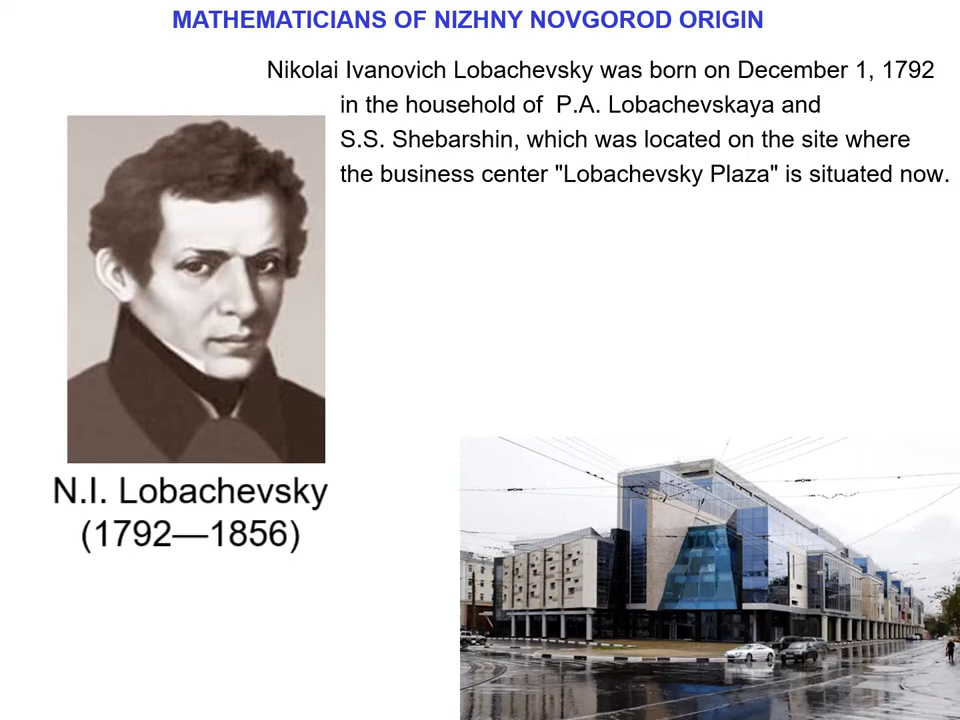 MATHEMATICIANS OF NIZHNY NOVGOROD ORIGIN
Nikolai Ivanovich Lobachevsky was born on December 1, 1792
in the household of  P.A. Lobachevskaya and
S.S. Shebarshin, which was located on the site where
the business center "Lobachevsky Plaza" is situated now.
N.I. Lobachevsky
(1792—1856)